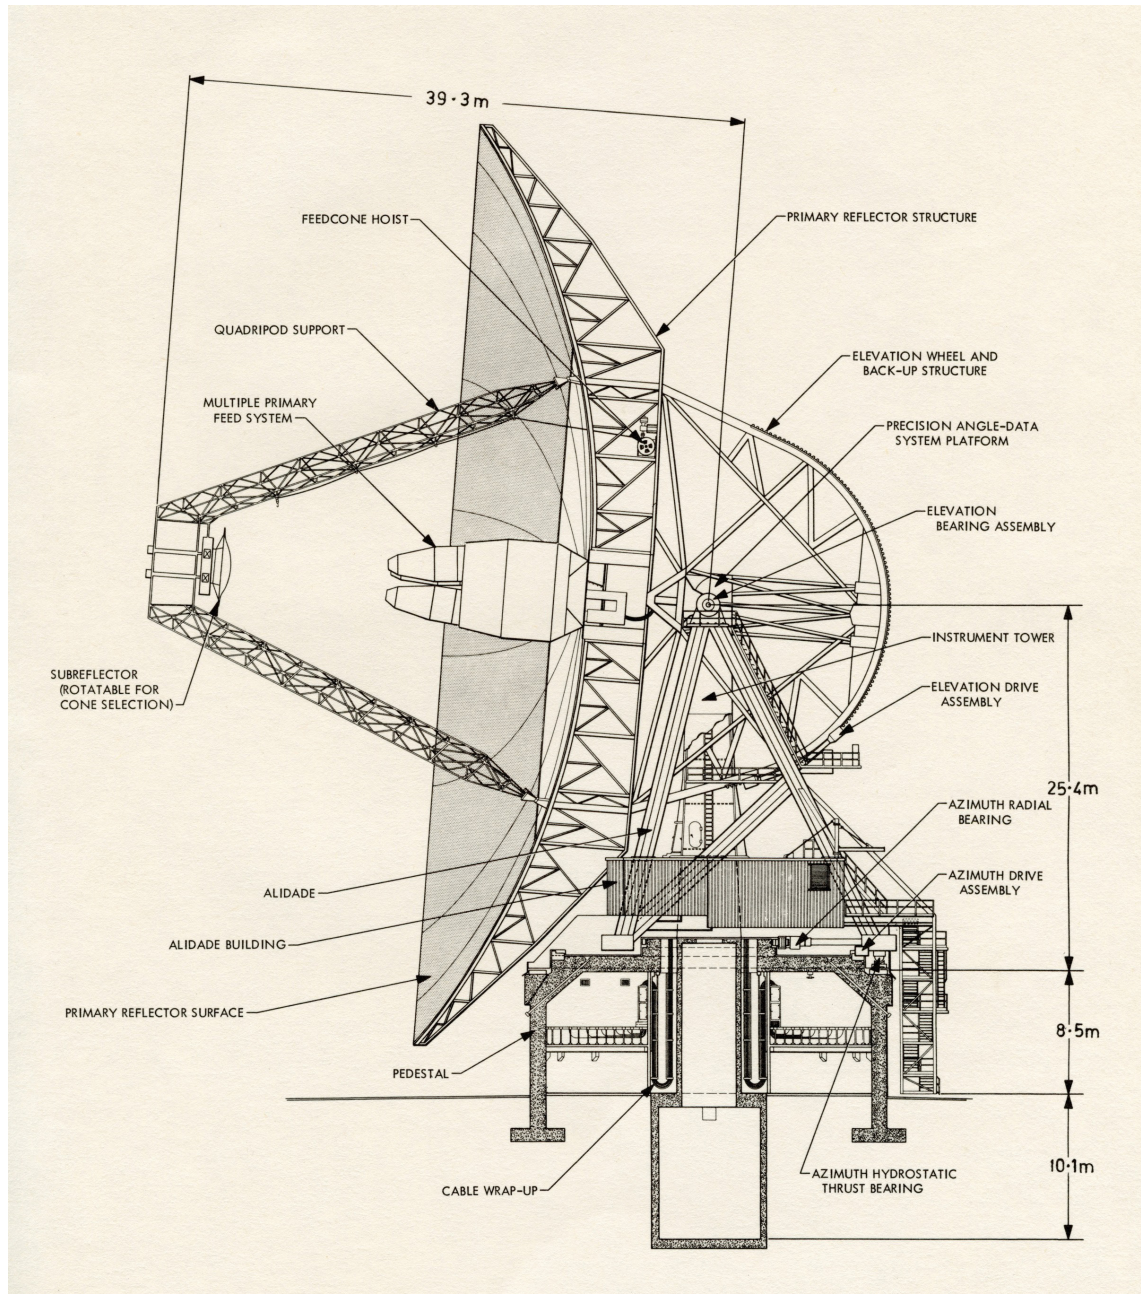 39·3m
FEEDCONE HOIST
PRIMARY REFLECTOR STRUCTURE
QUADRIPOD SUPPORT
ELEVATION WHEEL AND
BACK-UP STRUCTURE
MULTIPLE PRIMARY
FEED SYSTEM
PRECISION ANGLE-DATA
SYSTEM PLATFORM
ELEVATION
BEARING ASSEMBLY
INSTRUMENT TOWER
SUBREFLECTOR
(ROTATABLE FOR
CONE SELECTION)
ELEVATION DRIVE
ASSEMBLY
25·4m
AZIMUTH RADIAL
BEARING
ALIDADE
AZIMUTH DRIVE
ASSEMBLY
ALIDADE BUILDING
PRIMARY REFLECTOR SURFACE
8·5m
PEDESTAL
10·1m
AZIMUTH HYDROSTATIC
THRUST BEARING
CABLE WRAP-UP